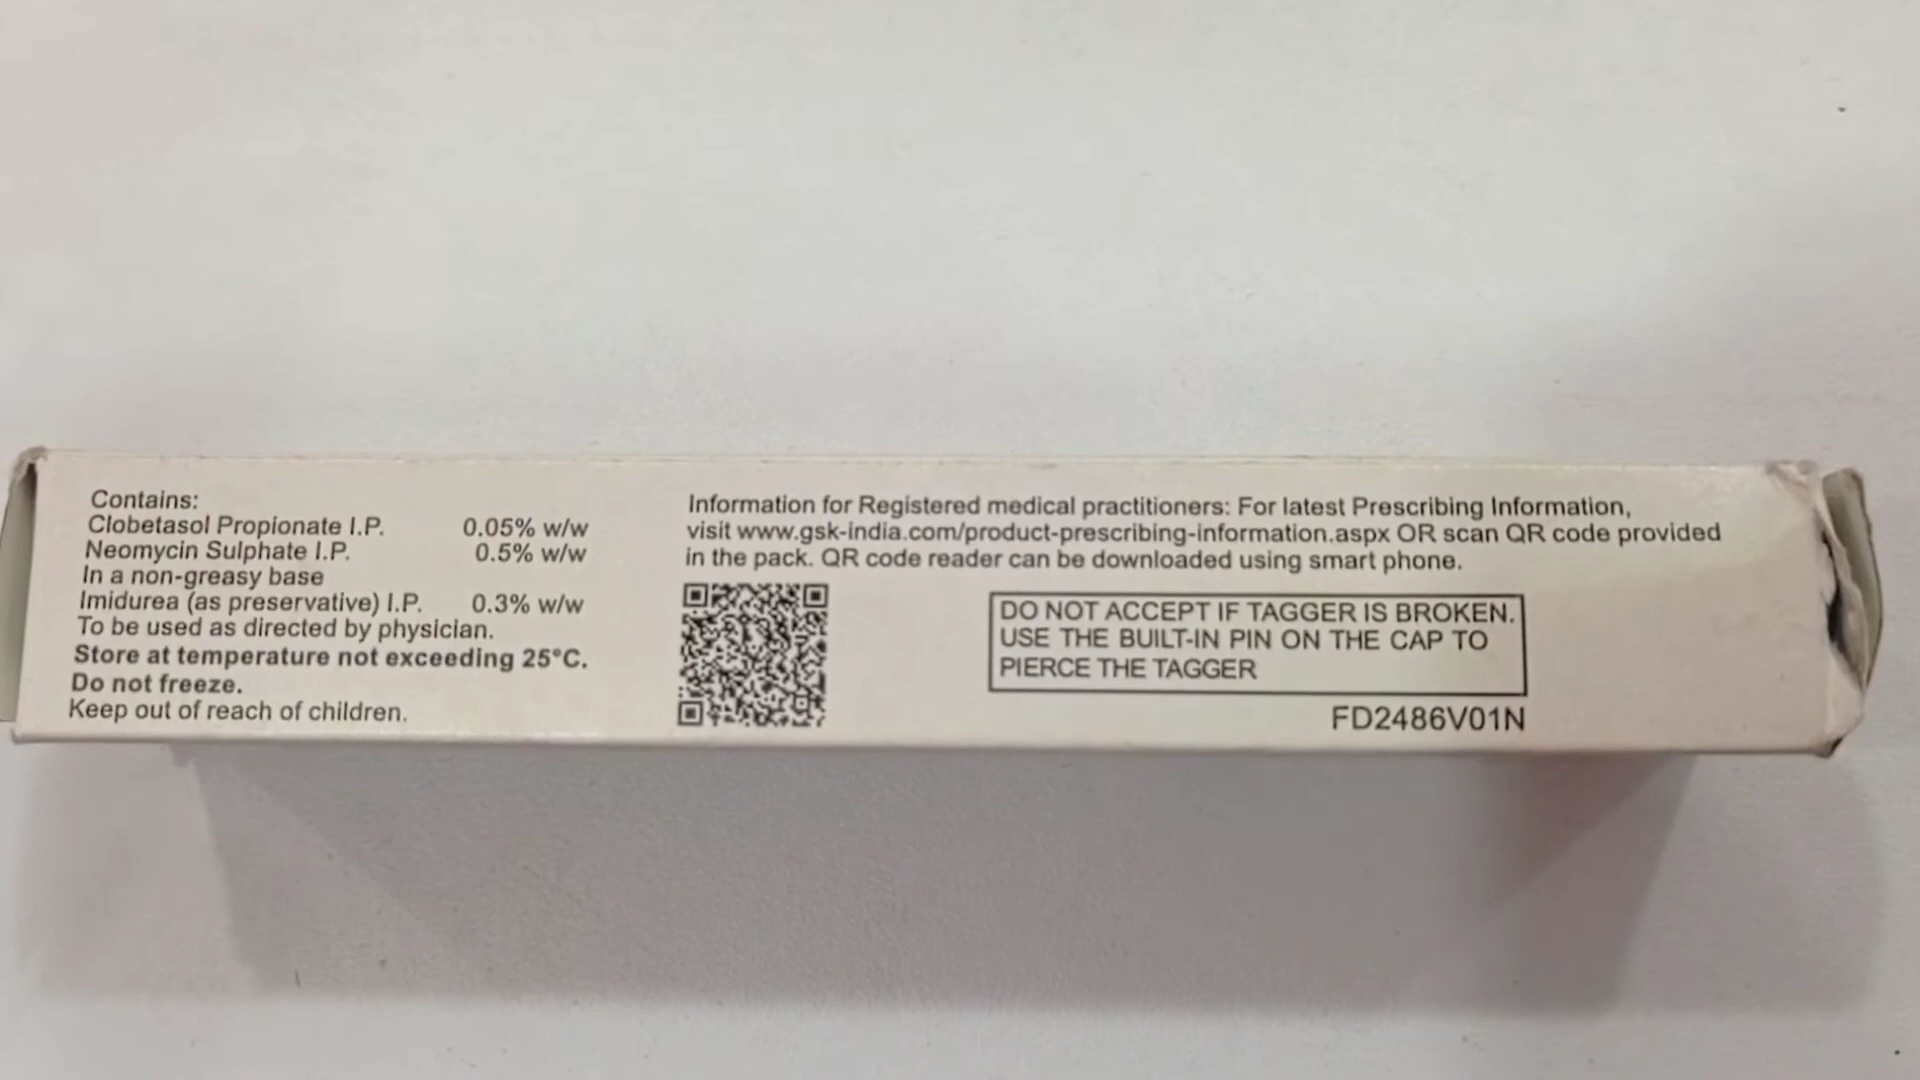 Contains:
Clobetasol Propionate I.P. 0.05% w/w
Neomycin Sulphate I.P. 0.5% w/w
In a non-greasy base
Imidurea (as preservative) I.P. 0.3% w/w
To be used as directed by physician.
Store at temperature not exceeding 25°C.
Do not freeze.
Keep out of reach of children.
Information for Registered medical practitioners: For latest Prescribing Information,
visit www.gsk-india.com/product-prescribing-information.aspx OR scan QR code provided
in the pack. QR code reader can be downloaded using smart phone.
DO NOT ACCEPT IF TAGGER IS BROKEN.
USE THE BUILT-IN PIN ON THE CAP TO
PIERCE THE TAGGER
FD2486V01N